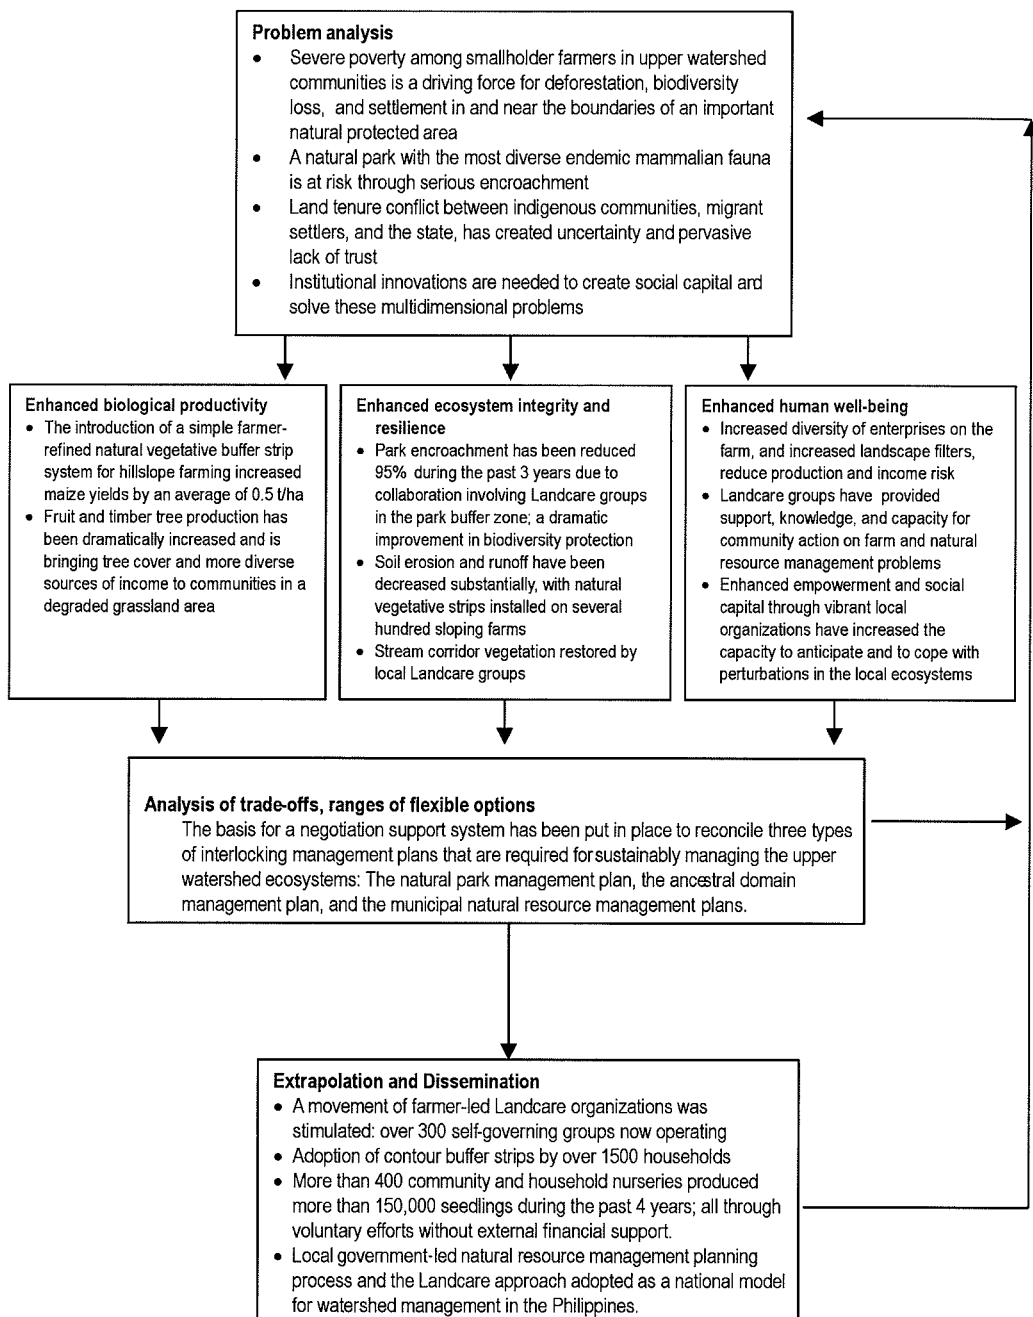 Problem analysis
• Severe poverty among smallholder farmers in upper watershed
communities is a driving force for deforestation, biodiversity
loss, and settlement in and near the boundaries of an important
natural protected area
• A natural park with the most diverse endemic mammalian fauna
is at risk through serious encroachment
• Land tenure conflict between indigenous communities, migrant
settlers, and the state, has created uncertainty and pervasive
lack of trust
• Institutional innovations are needed to create social capital and
solve these multidimensional problems
Enhanced biological productivity
• The introduction of a simple farmer-
refined natural vegetative buffer strip
system for hillslope farming increased
maize yields by an average of 0.5 t/ha
• Fruit and timber tree production has
been dramatically increased and is
bringing tree cover and more diverse
sources of income to communities in a
degraded grassland area
Enhanced ecosystem integrity and
resilience
• Park encroachment has been reduced
95% during the past 3 years due to
collaboration involving Landcare groups
in the park buffer zone; a dramatic
improvement in biodiversity protection
• Soil erosion and runoff have been
decreased substantially, with natural
vegetative strips installed on several
hundred sloping farms
• Stream corridor vegetation restored by
local Landcare groups
Enhanced human well-being
• Increased diversity of enterprises on the
farm, and increased landscape filters,
reduce production and income risk
• Landcare groups have provided
support, knowledge, and capacity for
community action on farm and natural
resource management problems
• Enhanced empowerment and social
capital through vibrant local
organizations have increased the
capacity to anticipate and to cope with
perturbations in the local ecosystems
Analysis of trade-offs, ranges of flexible options
The basis for a negotiation support system has been put in place to reconcile three types
of interlocking management plans that are required for sustainably managing the upper
watershed ecosystems: The natural park management plan, the ancestral domain
management plan, and the municipal natural resource management plans.
Extrapolation and Dissemination
• A movement of farmer-led Landcare organizations was
stimulated: over 300 self-governing groups now operating
• Adoption of contour buffer strips by over 1500 households
• More than 400 community and household nurseries produced
more than 150,000 seedlings during the past 4 years; all through
voluntary efforts without external financial support.
• Local government-led natural resource management planning
process and the Landcare approach adopted as a national model
for watershed management in the Philippines.